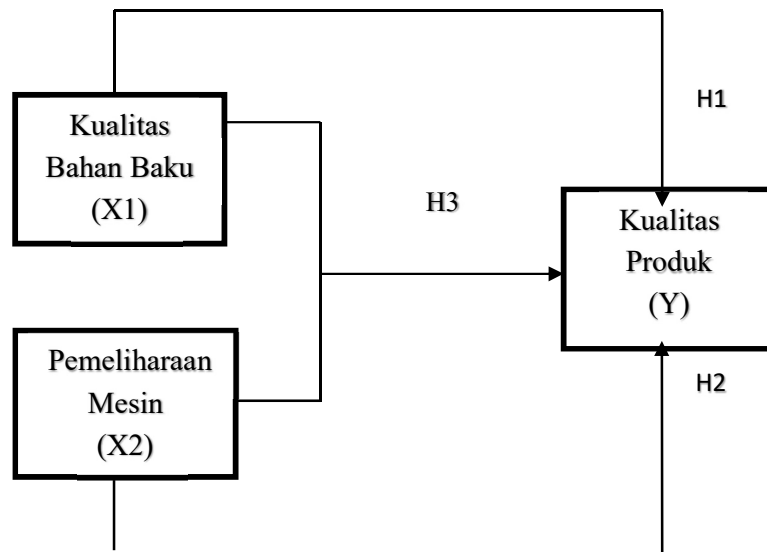 H1
Kualitas
Bahan Baku
(X1)
H3
Kualitas
Produk
(Y)
Pemeliharaan
Mesin
(X2)
H2